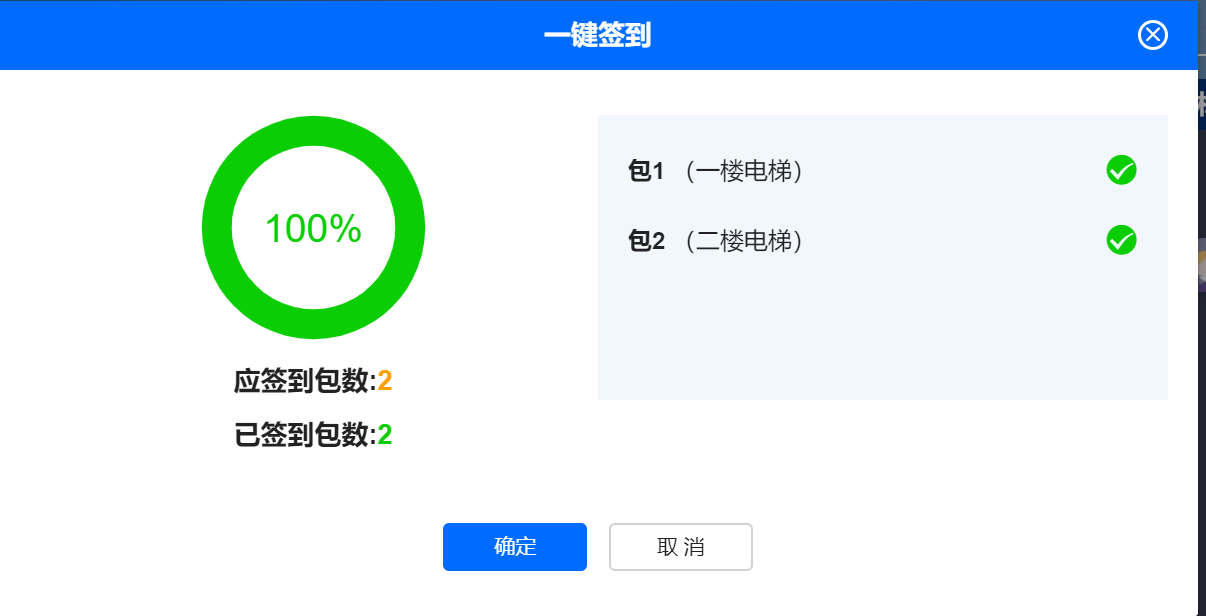 一键签到
100%
应签到包数:2
已签到包数:2
包1 （一楼电梯）
包2 （二楼电梯）
确定
取 消